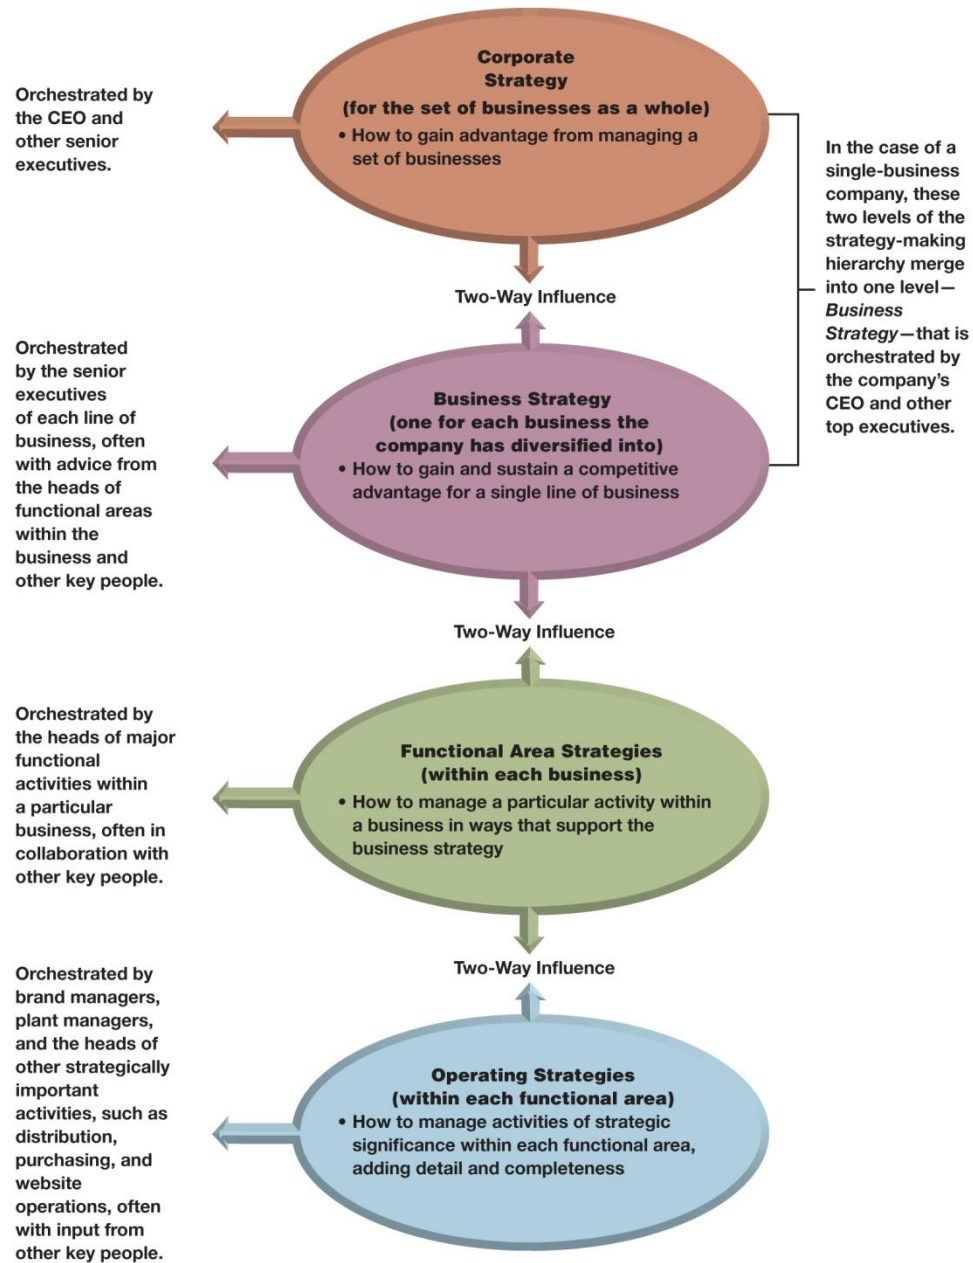 Orchestrated by
the CEO and
other senior
executives.
Corporate
Strategy
(for the set of businesses as a whole)
• How to gain advantage from managing a
set of businesses
In the case of a
single-business
company, these
two levels of the
strategy-making
hierarchy merge
into one level—
Business
Strategy—that is
orchestrated by
the company’s
CEO and other
top executives.
Two-Way Influence
Orchestrated
by the senior
executives
of each line of
business, often
with advice from
the heads of
functional areas
within the
business and
other key people.
Business Strategy
(one for each business the
company has diversified into)
• How to gain and sustain a competitive
advantage for a single line of business
Two-Way Influence
Orchestrated by
the heads of major
functional
activities within
a particular
business, often in
collaboration with
other key people.
Functional Area Strategies
(within each business)
• How to manage a particular activity within
a business in ways that support the
business strategy
Two-Way Influence
Orchestrated by
brand managers,
plant managers,
and the heads of
other strategically
important
activities, such as
distribution,
purchasing, and
website
operations, often
with input from
other key people.
Operating Strategies
(within each functional area)
• How to manage activities of strategic
significance within each functional area,
adding detail and completeness